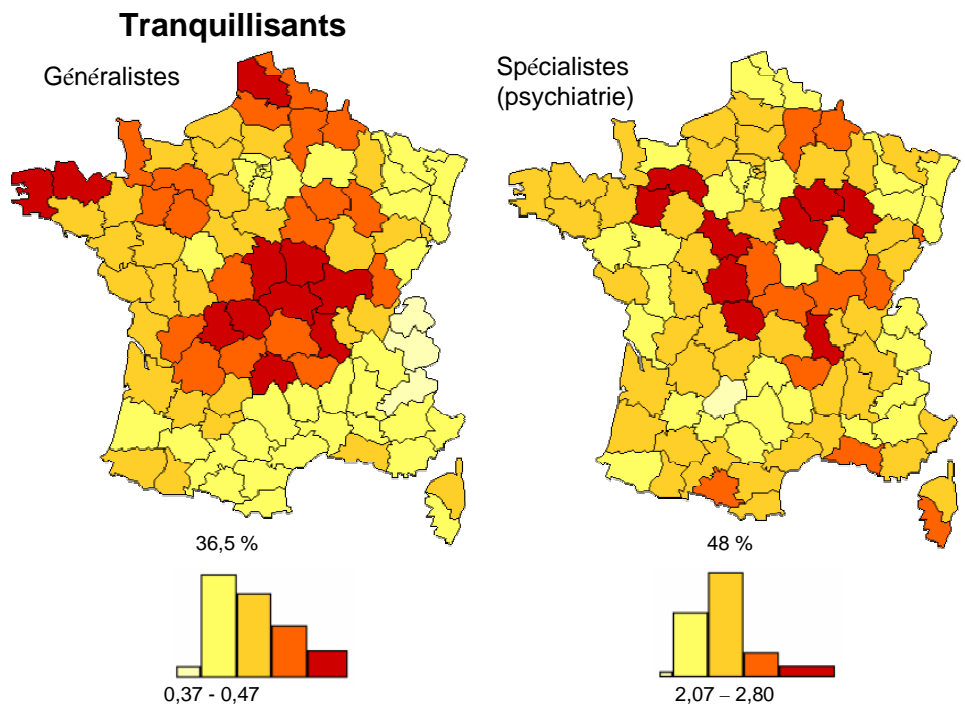 Tranquillisants
Généralistes
Spécialistes
(psychiatrie)
36,5 %
48 %
0,37 - 0,47
2,07 – 2,80